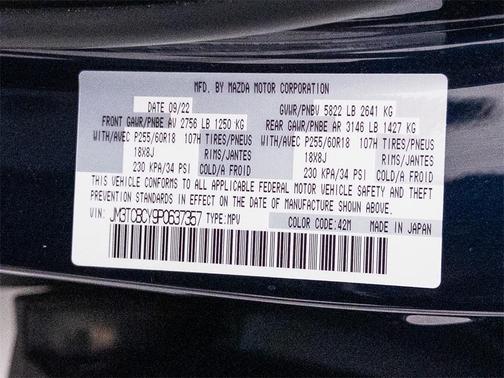 MFD. BY MAZDA MOTOR CORPORATION
DATE 09/22 GVWR/PNBV 5822 LB 2641 KG
FRONT GAWR/PNBE AV 2756 LB 1250 KG REAR GAWR/PNBE AR 3146 LB 1427 KG
WITH/AVEC P255/60R18 107H TIRES/PNEUS WITH/AVEC P255/60R18 107H TIRES/PNEUS
18X8J RIMS/JANTES 18X8J RIMS/JANTES
230 KPA/34 PSI COLD/A FROID 230 KPA/34 PSI COLD/A FROID
THIS VEHICLE CONFORMS TO ALL APPLICABLE FEDERAL MOTOR VEHICLE SAFETY AND THEFT
PREVENTION STANDARDS IN EFFECT ON THE DATE OF MANUFACTURE SHOWN ABOVE.
VIN: JM3TCBCY9P0637357 TYPE:MPV COLOR CODE:42M MADE IN JAPAN